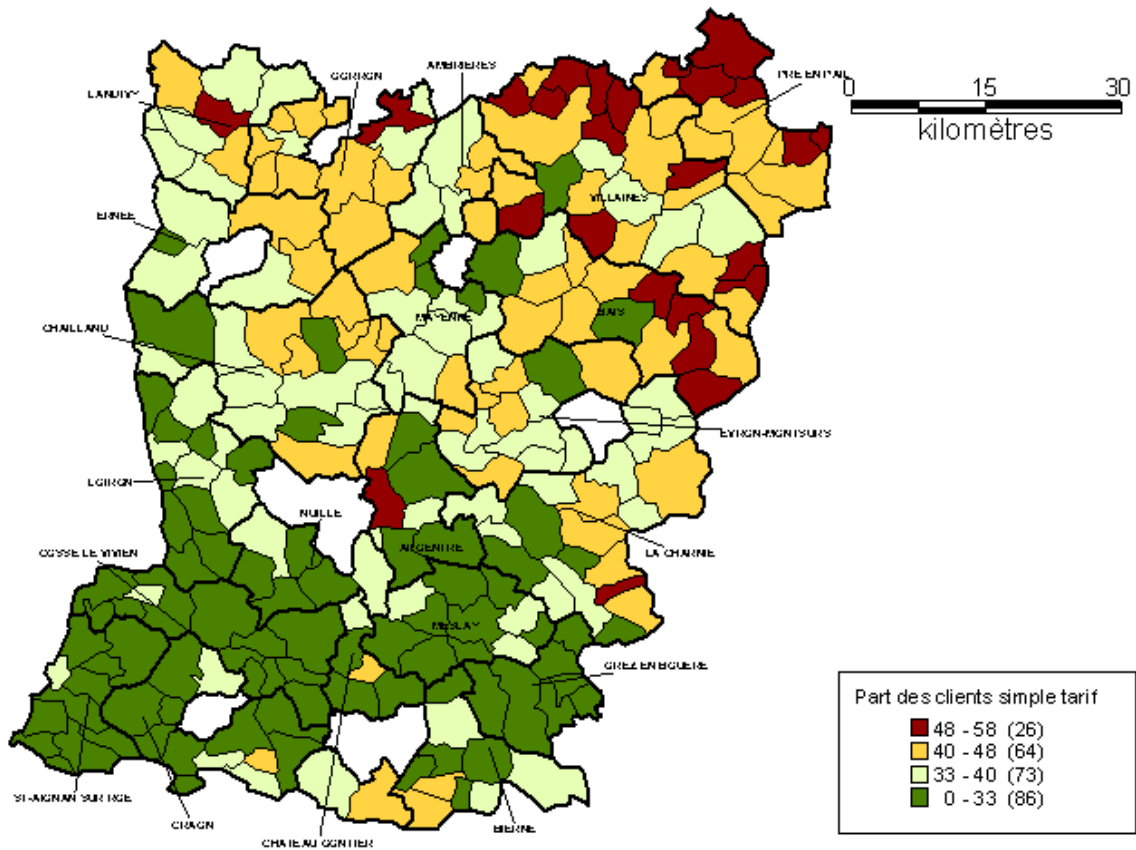 GORRON
AMBRIERES
PRE EN PAIL
LANDIVY
0 15 30
kilomètres
VILLAINES
ERNEE
CHAILLAND
MAYENNE
BAIS
EVRON-MONTSURS
LOIRON
NUILLE
ARGENTRE
COSSE LE VIVIEN
LA CHARNIE
MESLAY
GREZ EN BOUERE
Part des clients simple tarif
48 - 58 (26)
40 - 48 (64)
33 - 40 (73)
0 - 33 (86)
ST-AIGNAN SUR ROE
CRAON
CHATEAU GONTIER
BIERNE